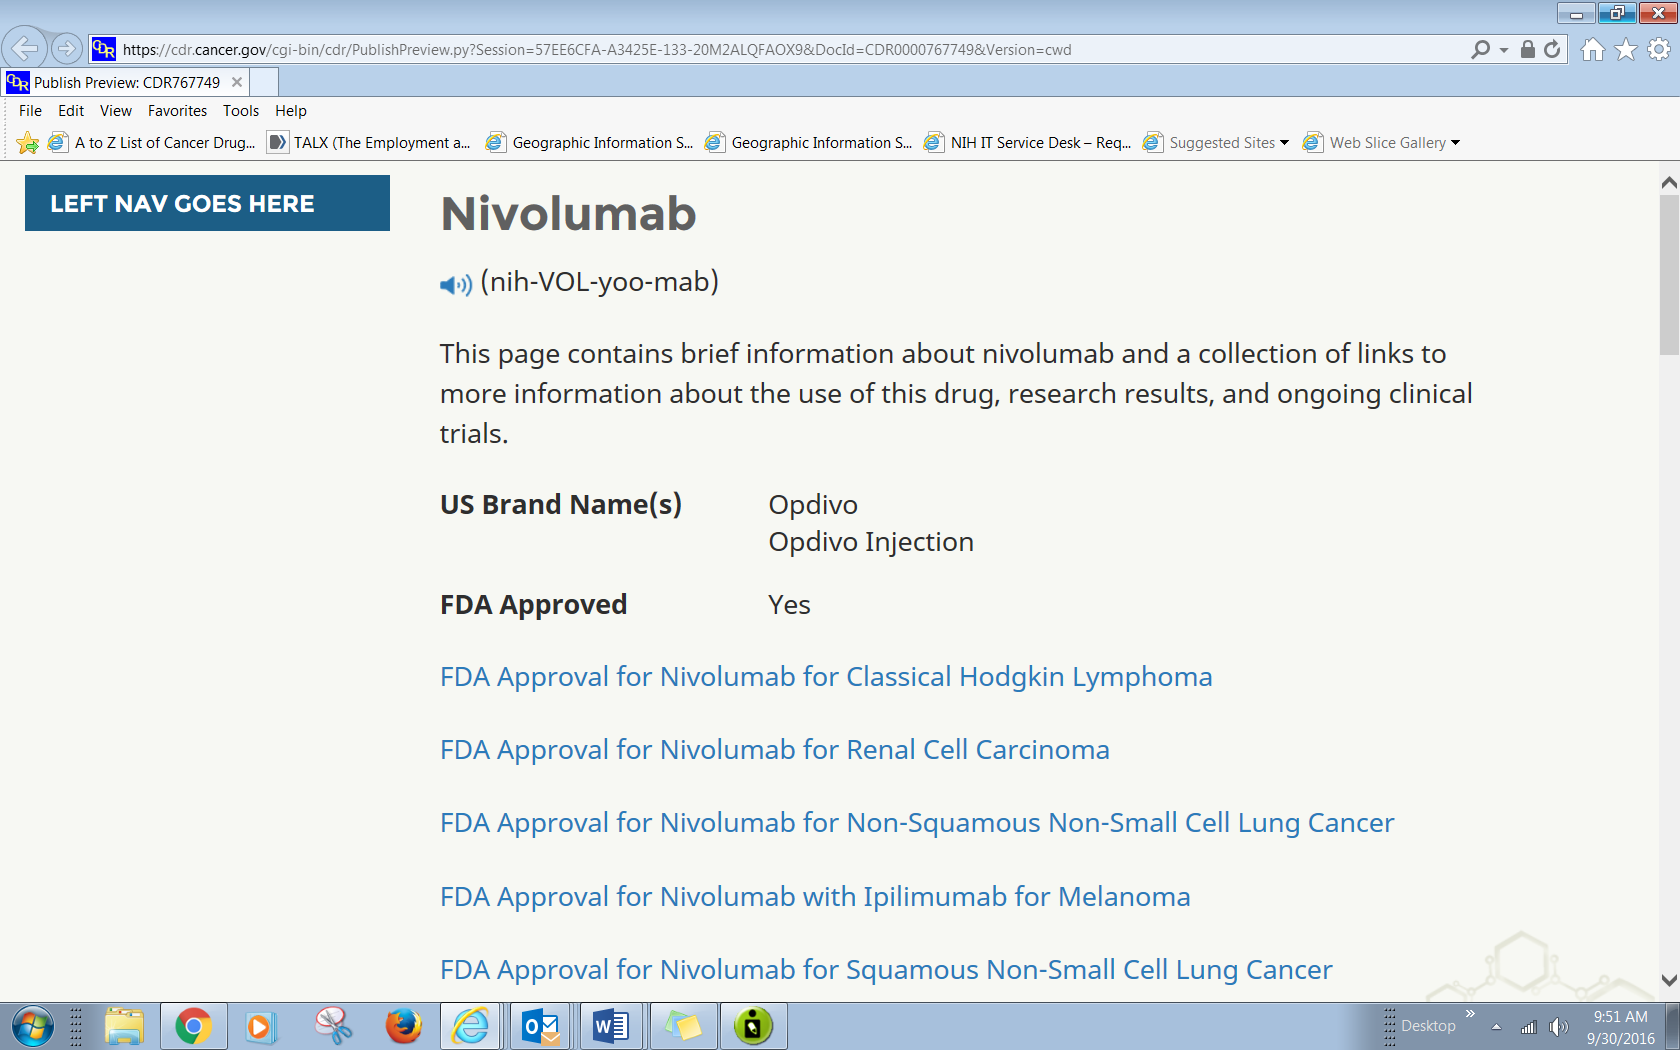 CDR https://cdr.cancer.gov/cgi-bin/cdr/PublishPreview.py?Session=57EE6CFA-A3425E-133-20M2ALQFAOX9&DocId=CDR0000767749&Version=cwd
CDR Publish Preview: CDR767749
File Edit View Favorites Tools Help
A to Z List of Cancer Drug... TALX (The Employment a... Geographic Information S... Geographic Information S... NIH IT Service Desk – Req... Suggested Sites Web Slice Gallery
LEFT NAV GOES HERE
Nivolumab
(nih-VOL-yoo-mab)
This page contains brief information about nivolumab and a collection of links to
more information about the use of this drug, research results, and ongoing clinical
trials.
US Brand Name(s) Opdivo
Opdivo Injection
FDA Approved Yes
FDA Approval for Nivolumab for Classical Hodgkin Lymphoma
FDA Approval for Nivolumab for Renal Cell Carcinoma
FDA Approval for Nivolumab for Non-Squamous Non-Small Cell Lung Cancer
FDA Approval for Nivolumab with Ipilimumab for Melanoma
FDA Approval for Nivolumab for Squamous Non-Small Cell Lung Cancer
Desktop
9:51 AM
9/30/2016